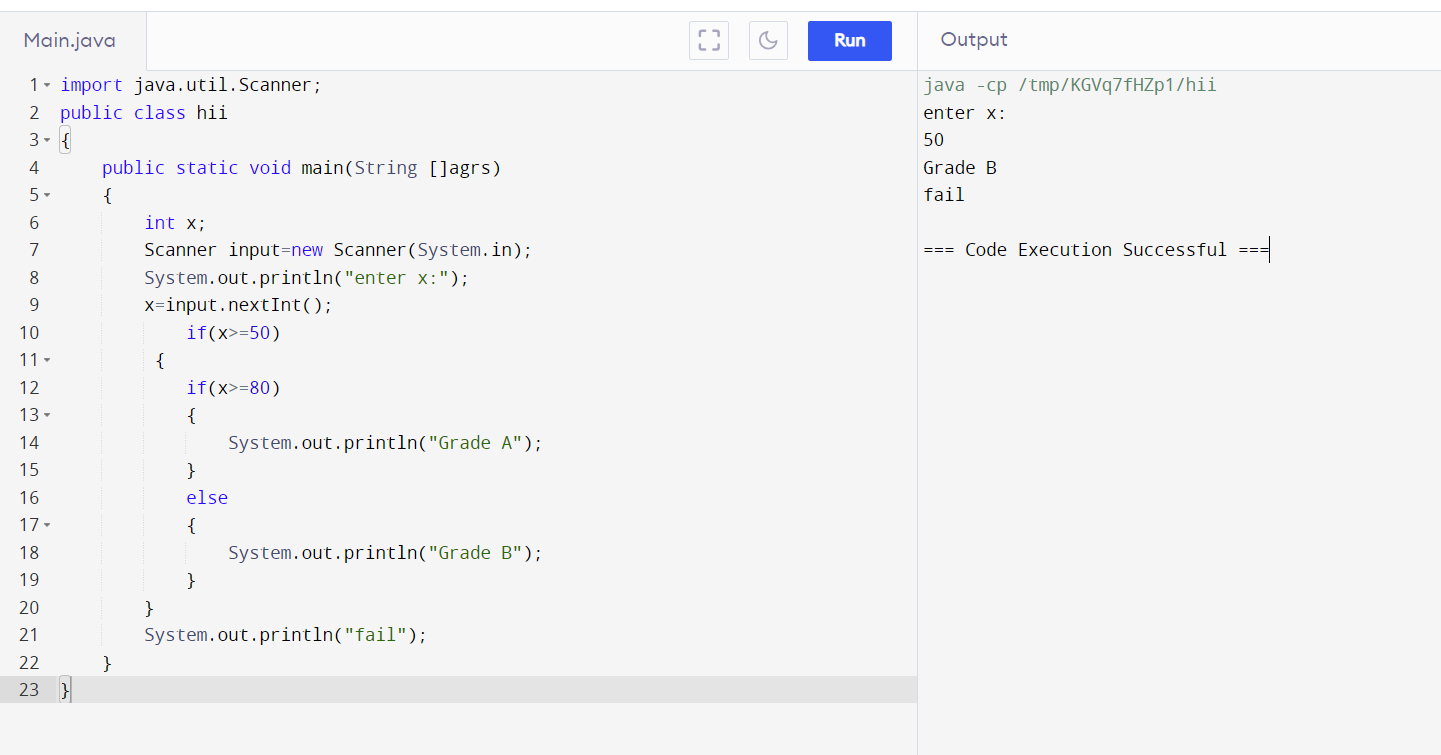 Main.java
Run
Output
1 import java.util.Scanner;
2 public class hii
3 {
4     public static void main(String []agrs)
5     {
6         int x;
7         Scanner input=new Scanner(System.in);
8         System.out.println("enter x:");
9         x=input.nextInt();
10             if(x>=50)
11          {
12             if(x>=80)
13             {
14                 System.out.println("Grade A");
15             }
16             else
17             {
18                 System.out.println("Grade B");
19             }
20         }
21         System.out.println("fail");
22     }
23 }
java -cp /tmp/KGVq7fHZp1/hii
enter x:
50
Grade B
fail
=== Code Execution Successful ===